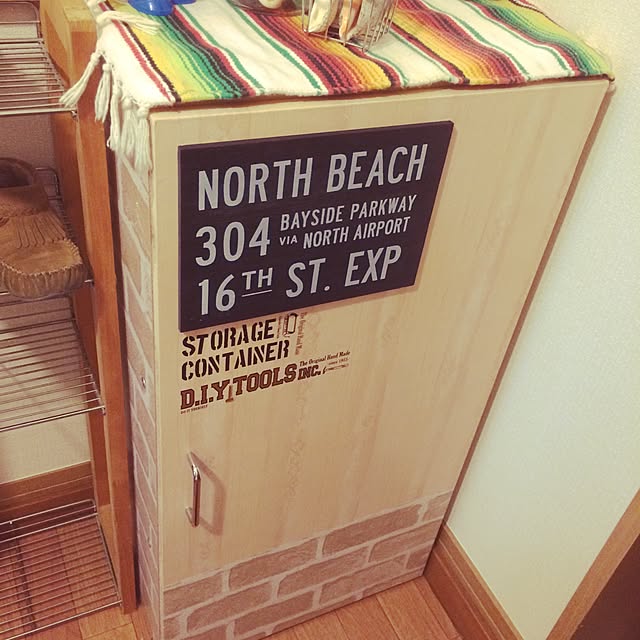 NORTH BEACH
304 BAYSIDE PARKWAY
VIA NORTH AIRPORT
16TH ST. EXP
STORAGE
CONTAINER
The Original Hand Made
D.I.Y. TOOLS INC.